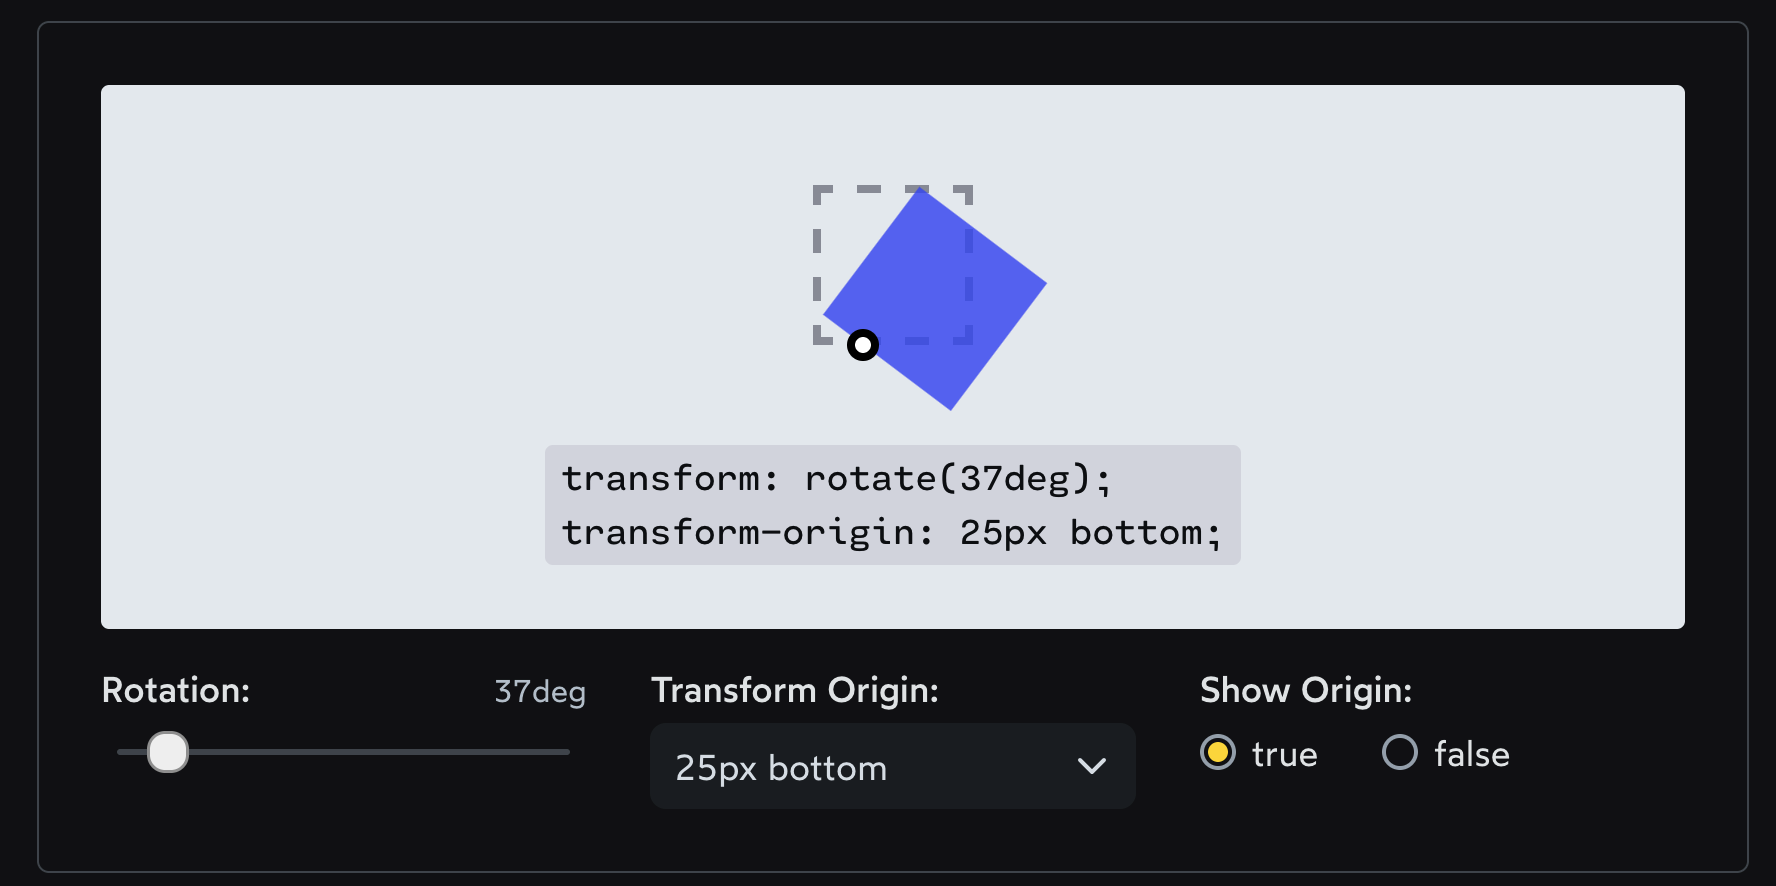 transform: rotate(37deg);
transform-origin: 25px bottom;
Rotation: 37deg
Transform Origin:
25px bottom
Show Origin:
true false